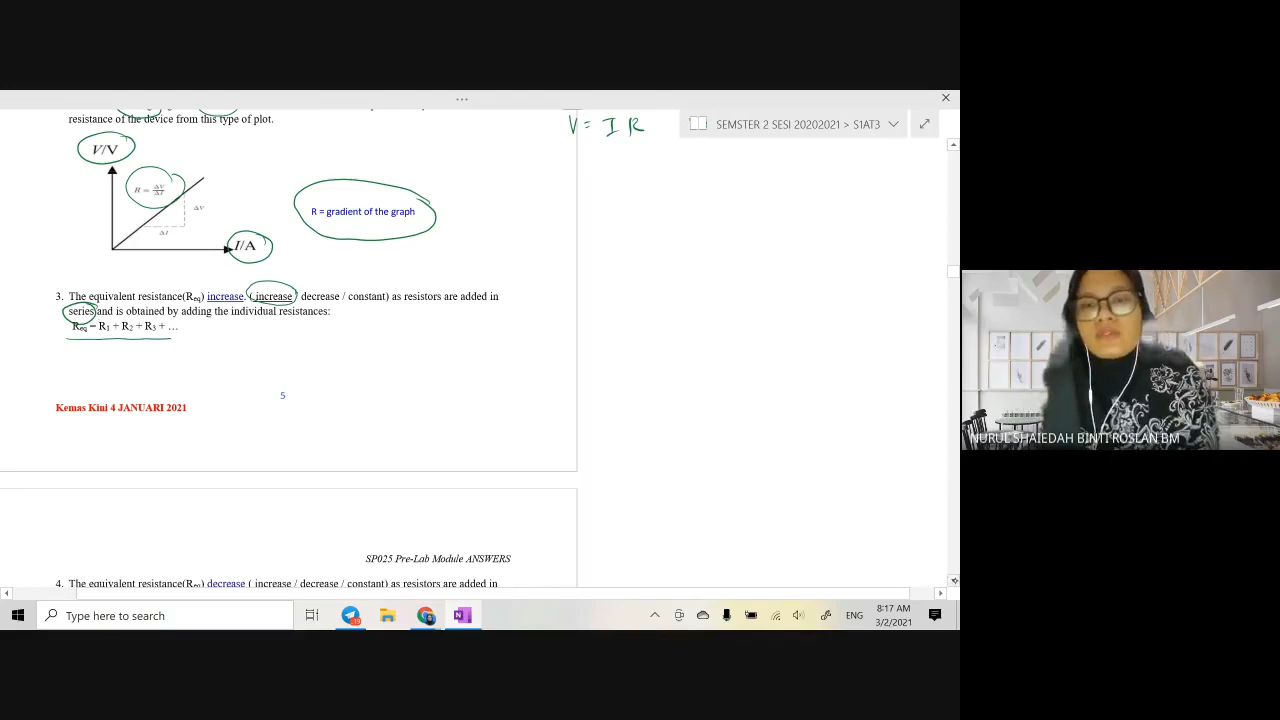 resistance of the device from this type of plot.
V = I R
SEMSTER 2 SESI 20202021 > S1AT3
V/V
R = ΔV/ΔI
ΔV
ΔI
I/A
R = gradient of the graph
3. The equivalent resistance(Req) increase. ( increase / decrease / constant) as resistors are added in
series and is obtained by adding the individual resistances:
Req = R1 + R2 + R3 + …
5
Kemas Kini 4 JANUARI 2021
SP025 Pre-Lab Module ANSWERS
4. The equivalent resistance(Req) decrease ( increase / decrease / constant) as resistors are added in
NURUL SHAIEDAH BINTI ROSLAN BM
Type here to search
ENG
8:17 AM
3/2/2021